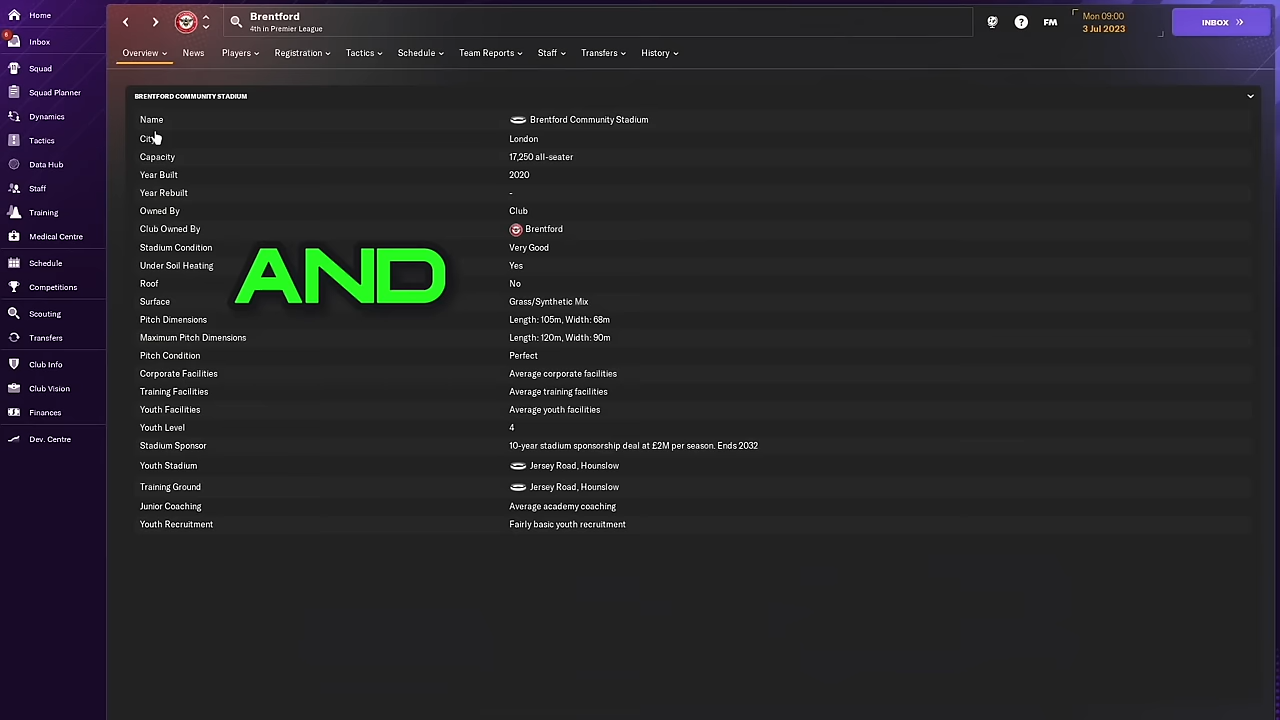 Home
Brentford
4th in Premier League
Mon 09:00
3 Jul 2023
FM
INBOX
6
Inbox
Overview News Players Registration Tactics Schedule Team Reports Staff Transfers History
Squad
Squad Planner
Dynamics
Tactics
Data Hub
Staff
Training
Medical Centre
Schedule
Competitions
Scouting
Transfers
Club Info
Club Vision
Finances
Dev. Centre
BRENTFORD COMMUNITY STADIUM
Name Brentford Community Stadium
City London
Capacity 17,250 all-seater
Year Built 2020
Year Rebuilt -
Owned By Club
Club Owned By Brentford
Stadium Condition Very Good
Under Soil Heating Yes
AND
Roof No
Surface Grass/Synthetic Mix
Pitch Dimensions Length: 105m, Width: 68m
Maximum Pitch Dimensions Length: 120m, Width: 90m
Pitch Condition Perfect
Corporate Facilities Average corporate facilities
Training Facilities Average training facilities
Youth Facilities Average youth facilities
Youth Level 4
Stadium Sponsor 10-year stadium sponsorship deal at £2M per season. Ends 2032
Youth Stadium Jersey Road, Hounslow
Training Ground Jersey Road, Hounslow
Junior Coaching Average academy coaching
Youth Recruitment Fairly basic youth recruitment